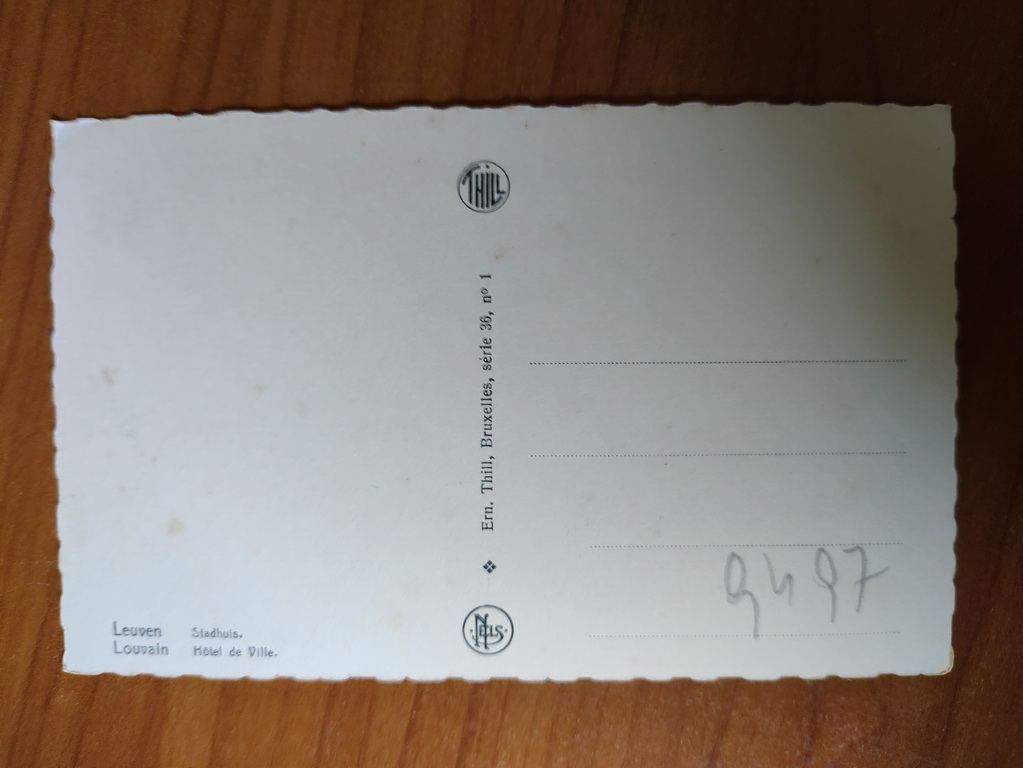 THILL
Ern. Thill, Bruxelles, série 36, nº 1
NELS
Leuven Stadhuis.
Louvain Hôtel de Ville.
9497